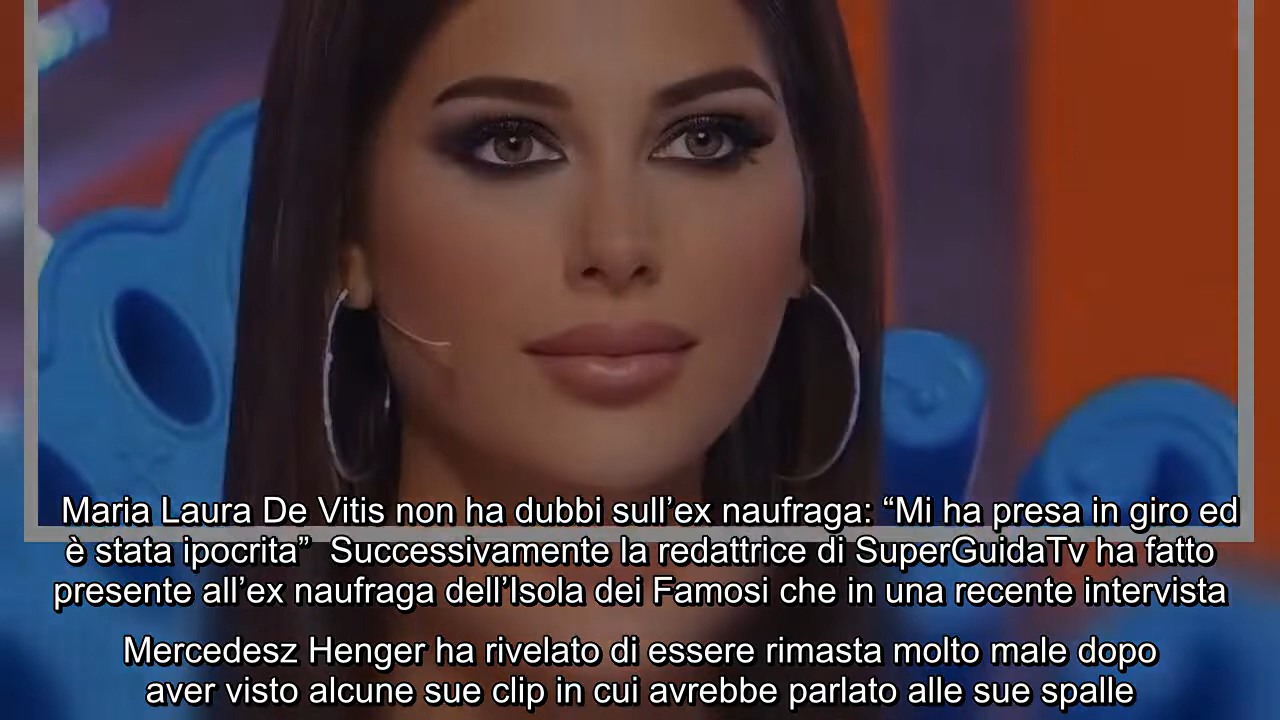 Maria Laura De Vitis non ha dubbi sull’ex naufraga: “Mi ha presa in giro ed
è stata ipocrita”  Successivamente la redattrice di SuperGuidaTv ha fatto
presente all’ex naufraga dell’Isola dei Famosi che in una recente intervista
Mercedesz Henger ha rivelato di essere rimasta molto male dopo
aver visto alcune sue clip in cui avrebbe parlato alle sue spalle